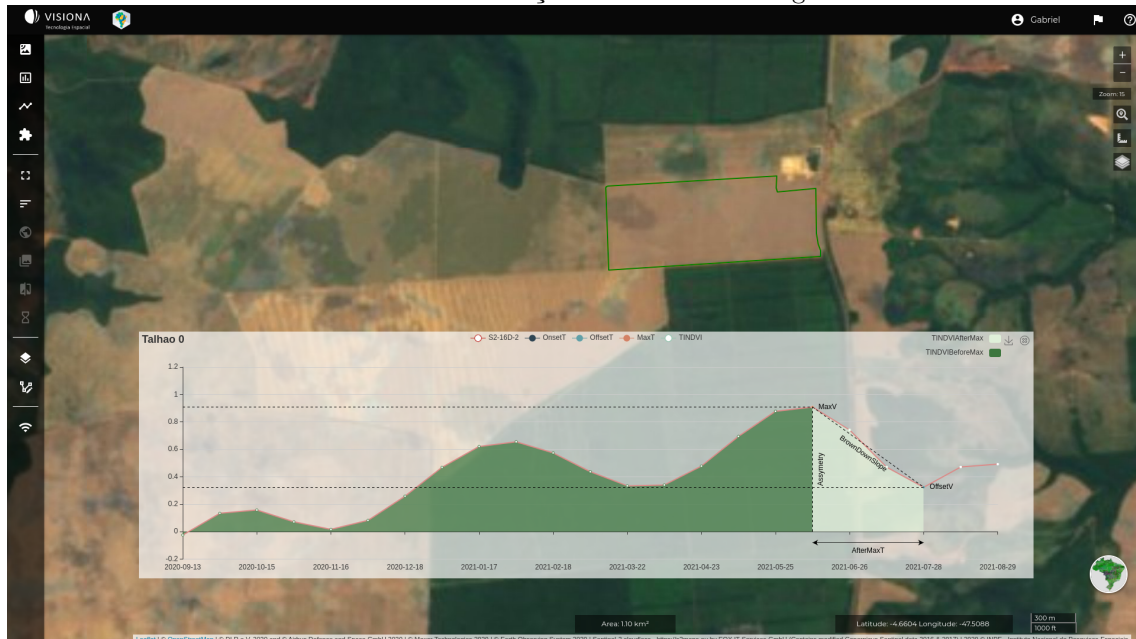 VISIONA
Tecnologia Espacial
Gabriel
+
−
Zoom: 15
Talhao 0
S2-16D-2 OnsetT OffsetT MaxT TINDVI
TINDVIAfterMax
TINDVIBeforeMax
1.2
1
0.8
0.6
0.4
0.2
0
-0.2
MaxV
BrownDownSlope
Assymetry
OffsetV
AfterMaxT
2020-09-13 2020-10-15 2020-11-16 2020-12-18 2021-01-17 2021-02-18 2021-03-22 2021-04-23 2021-05-25 2021-06-26 2021-07-28 2021-08-29
Area: 1.10 km²
Latitude: -4.6604 Longitude: -47.5088
300 m
1000 ft